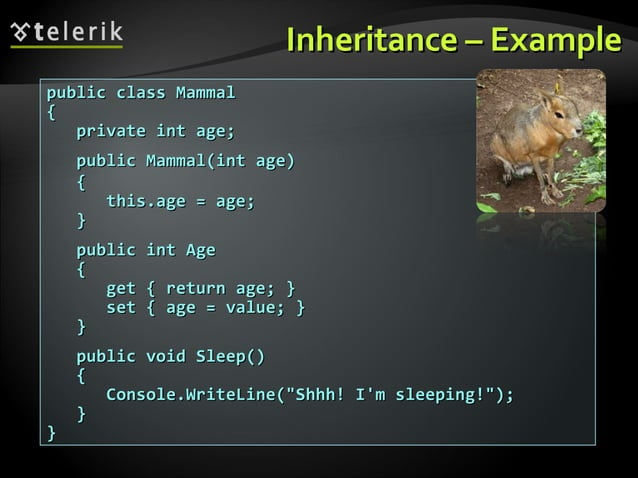 telerik
Inheritance – Example
public class Mammal
{
private int age;
public Mammal(int age)
{
this.age = age;
}
public int Age
{
get { return age; }
set { age = value; }
}
public void Sleep()
{
Console.WriteLine("Shhh! I'm sleeping!");
}
}